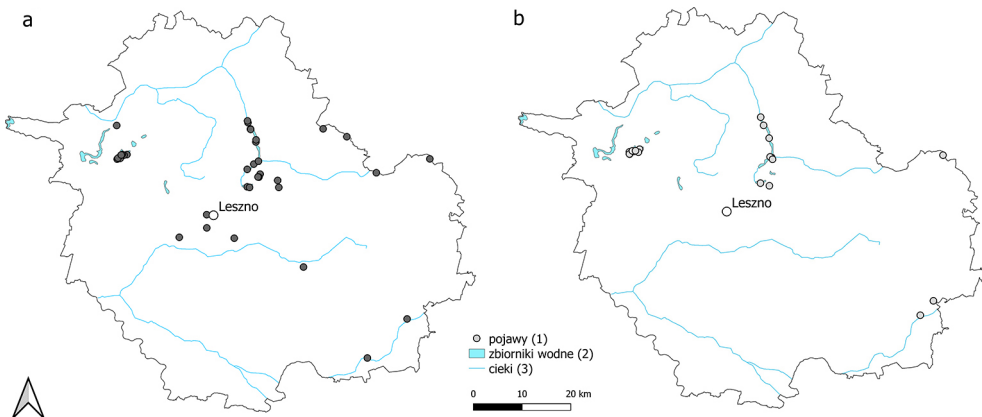 a
b
Leszno
Leszno
pojawy (1)
zbiorniki wodne (2)
cieki (3)
0 10 20 km